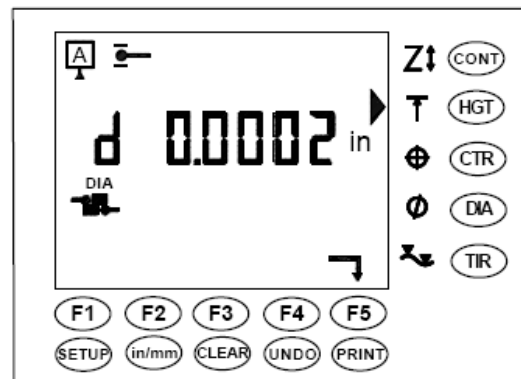 A
CONT
HGT
d 0.0002 in
CTR
DIA
DIA
TIR
F1 F2 F3 F4 F5
SETUP in/mm CLEAR UNDO PRINT